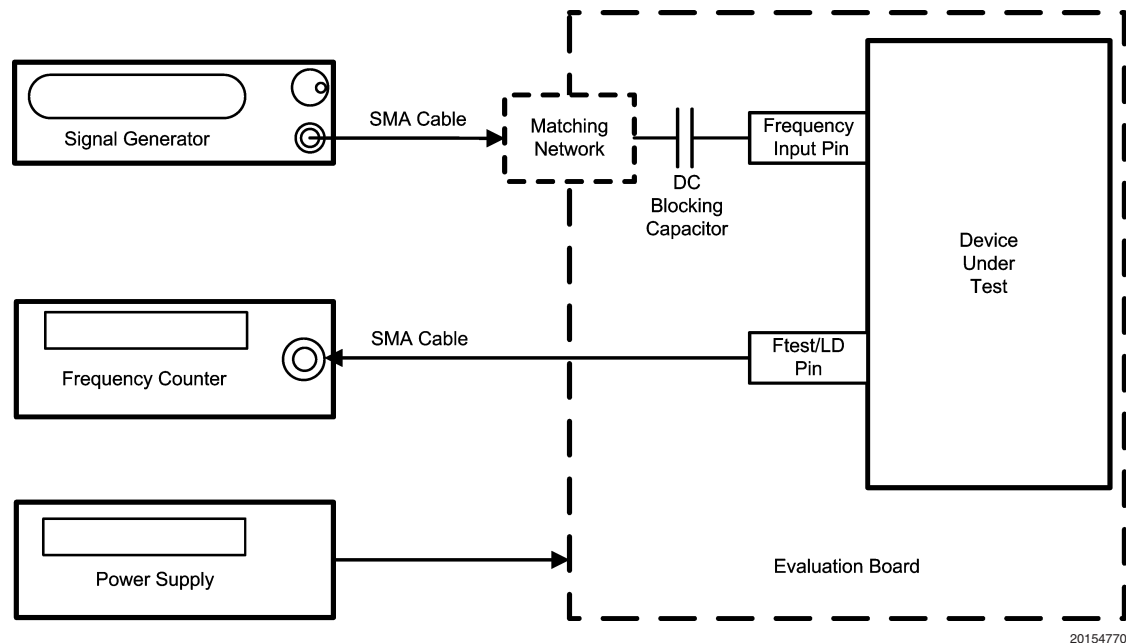 Signal Generator
SMA Cable
Matching
Network
DC
Blocking
Capacitor
Frequency
Input Pin
Device
Under
Test
Frequency Counter
SMA Cable
Ftest/LD
Pin
Power Supply
Evaluation Board
20154770